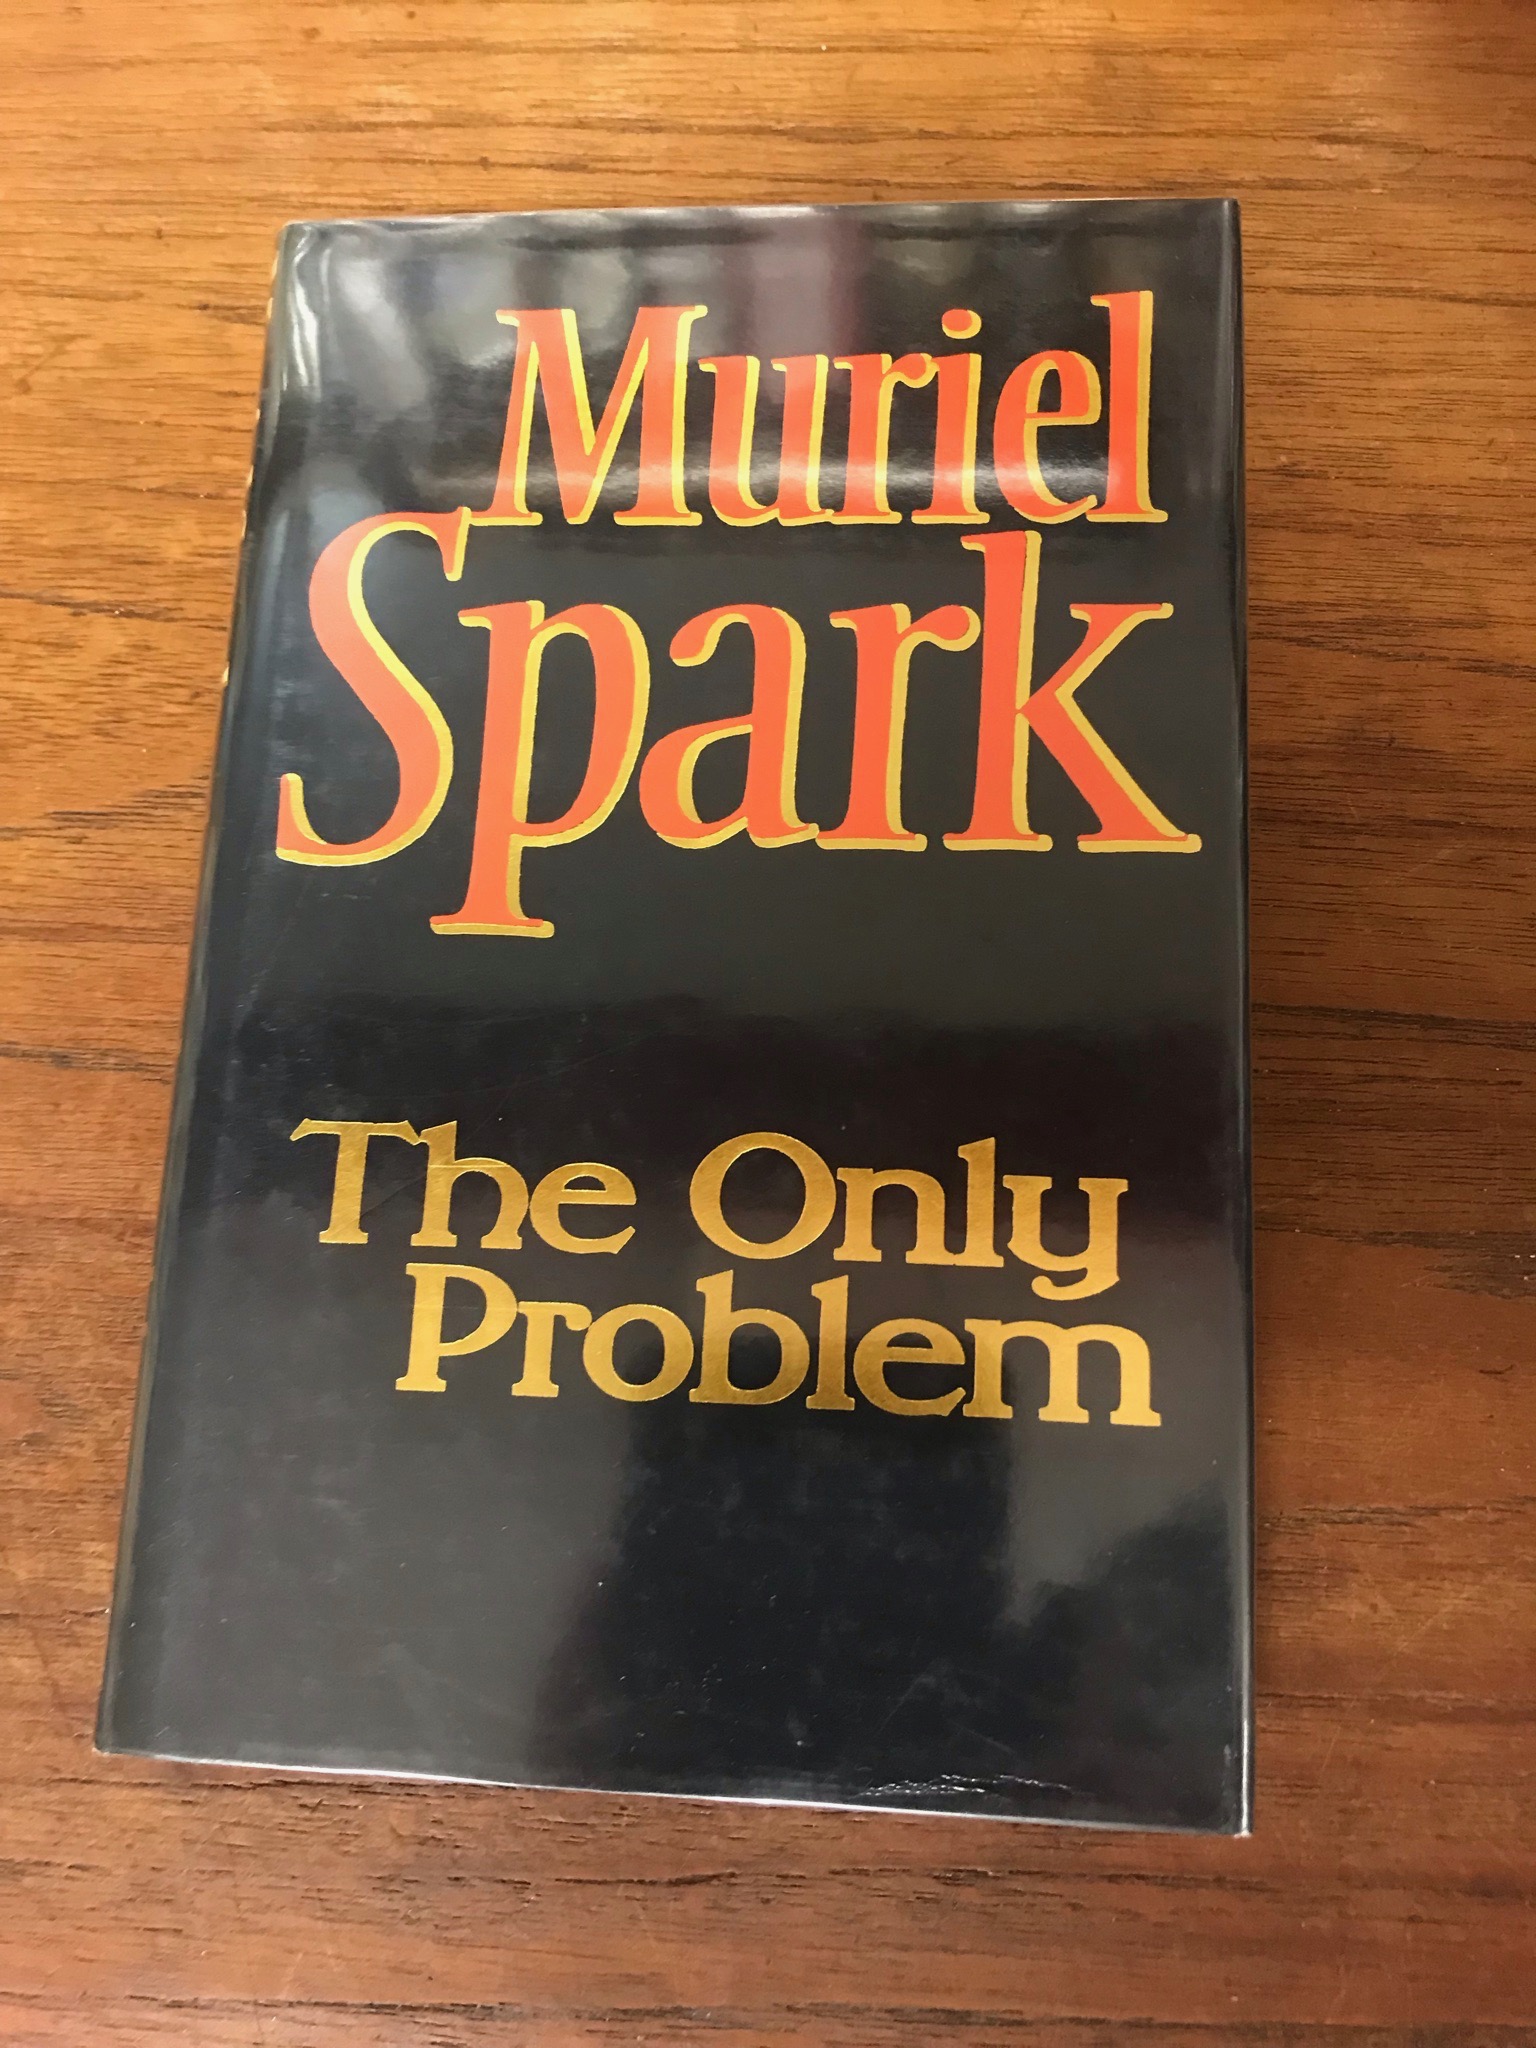 Muriel
Spark
The Only
Problem